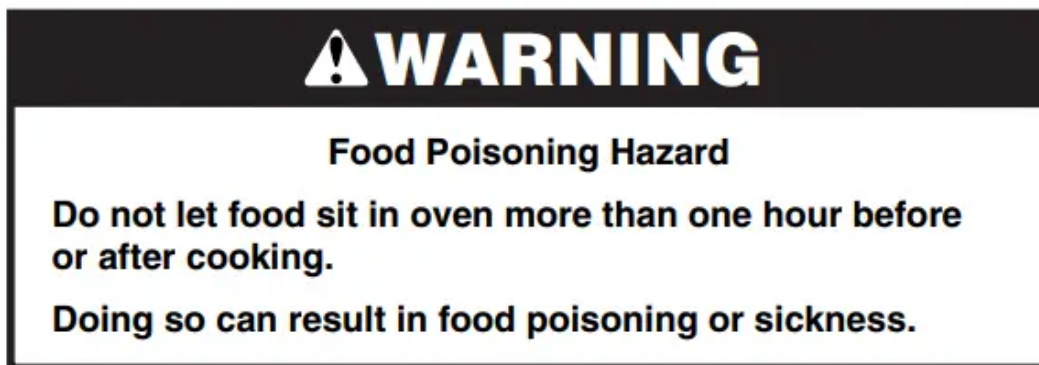 WARNING
Food Poisoning Hazard
Do not let food sit in oven more than one hour before
or after cooking.
Doing so can result in food poisoning or sickness.